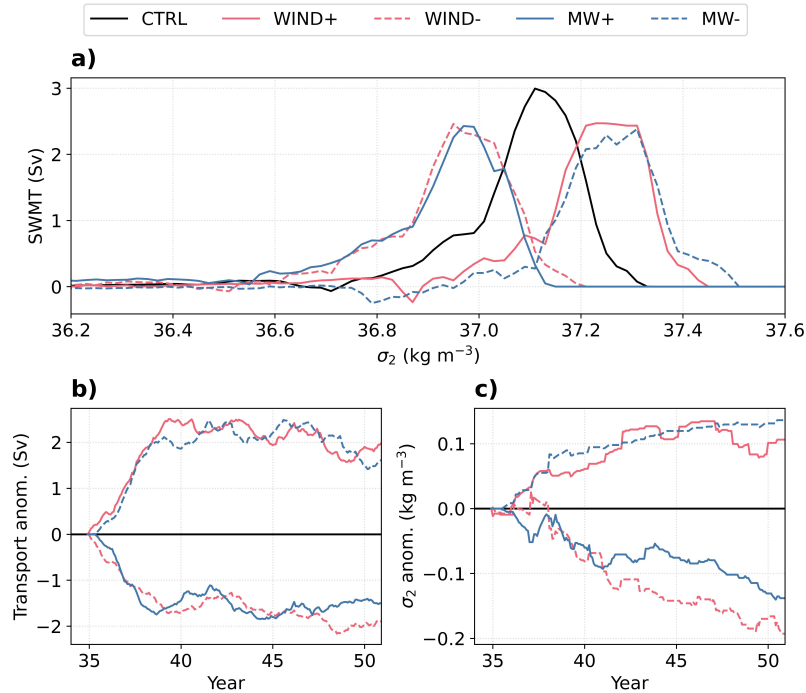 CTRL WIND+ WIND- MW+ MW-
a)
3
2
1
0
SWMT (Sv)
36.2 36.4 36.6 36.8 37.0 37.2 37.4 37.6
σ₂ (kg m⁻³)
b)
2
1
0
−1
−2
Transport anom. (Sv)
35 40 45 50
Year
c)
0.1
0.0
−0.1
−0.2
σ₂ anom. (kg m⁻³)
35 40 45 50
Year